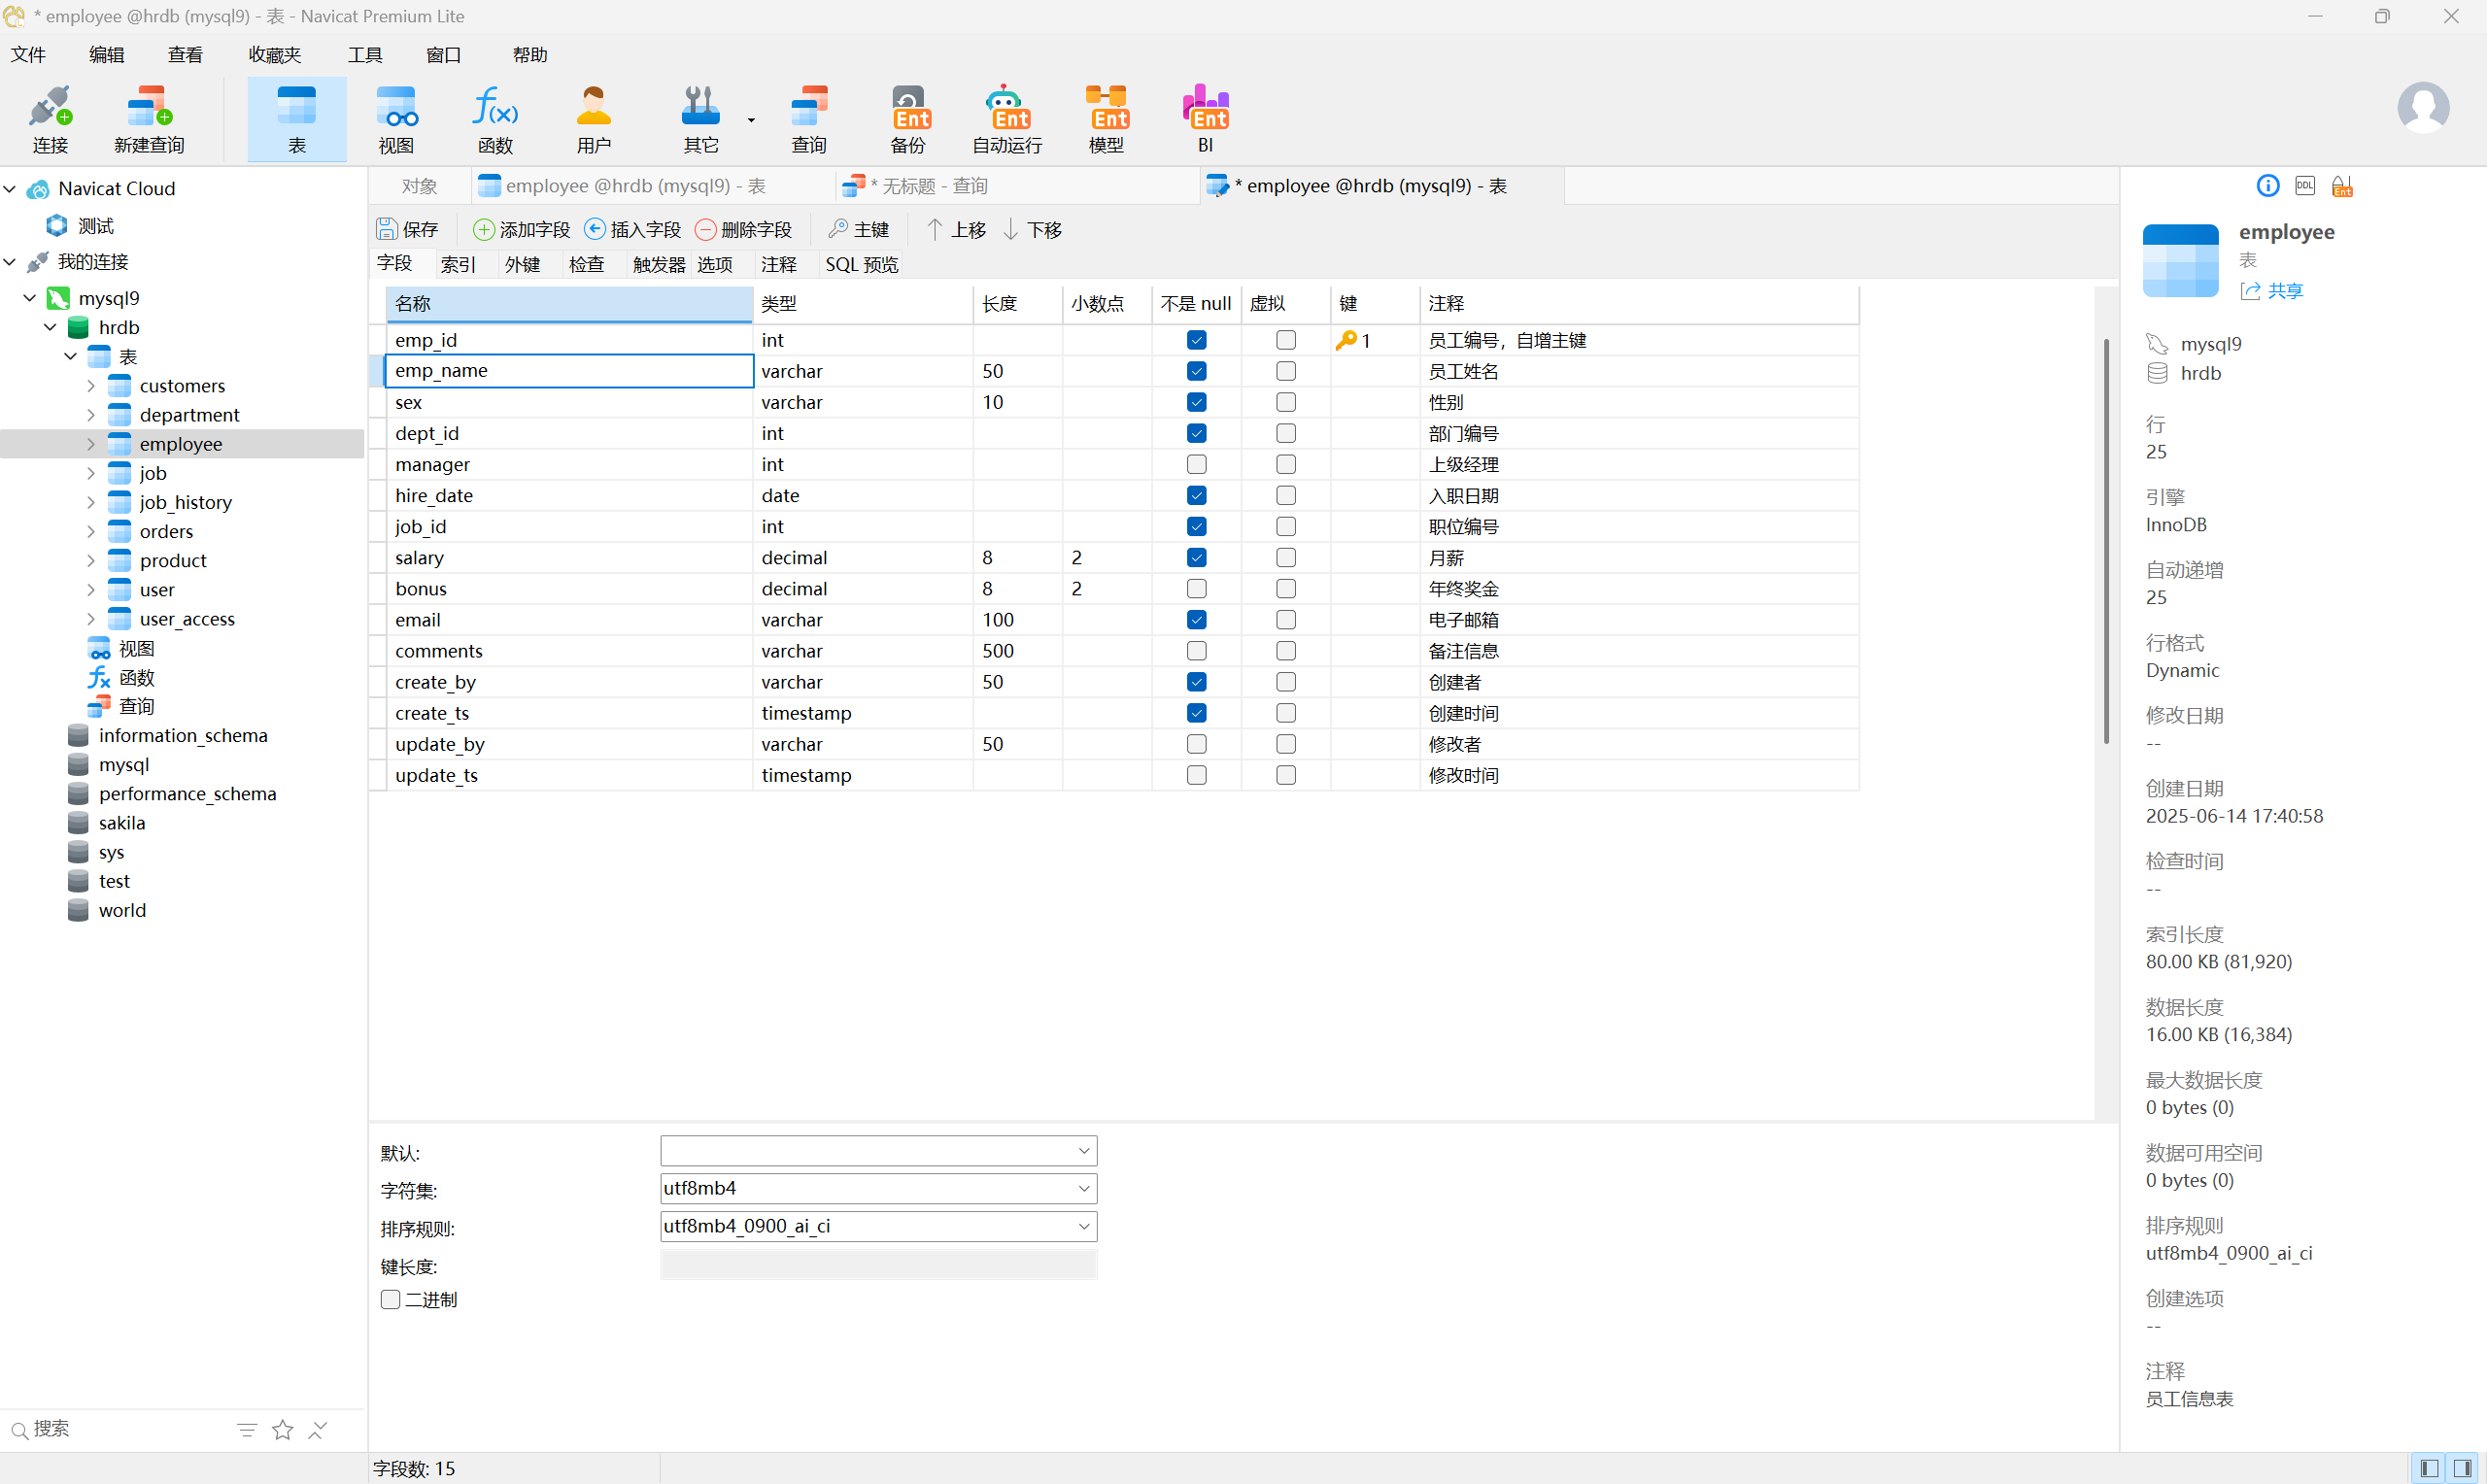 * employee @hrdb (mysql9) - 表 - Navicat Premium Lite
文件 编辑 查看 收藏夹 工具 窗口 帮助
连接 新建查询 表 视图 函数 用户 其它 查询 Ent 备份 Ent 自动运行 Ent 模型 Ent BI
Navicat Cloud
测试
我的连接
mysql9
hrdb
表
customers
department
employee
job
job_history
orders
product
user
user_access
视图
函数
查询
information_schema
mysql
performance_schema
sakila
sys
test
world
搜索
对象 employee @hrdb (mysql9) - 表 * 无标题 - 查询 * employee @hrdb (mysql9) - 表
保存 添加字段 插入字段 删除字段 主键 上移 下移
字段 索引 外键 检查 触发器 选项 注释 SQL 预览
名称 类型 长度 小数点 不是 null 虚拟 键 注释
emp_id int 1 员工编号，自增主键
emp_name varchar 50 员工姓名
sex varchar 10 性别
dept_id int 部门编号
manager int 上级经理
hire_date date 入职日期
job_id int 职位编号
salary decimal 8 2 月薪
bonus decimal 8 2 年终奖金
email varchar 100 电子邮箱
comments varchar 500 备注信息
create_by varchar 50 创建者
create_ts timestamp 创建时间
update_by varchar 50 修改者
update_ts timestamp 修改时间
默认:
字符集: utf8mb4
排序规则: utf8mb4_0900_ai_ci
键长度:
二进制
字段数: 15
DDL Ent
employee
表
共享
mysql9
hrdb
行
25
引擎
InnoDB
自动递增
25
行格式
Dynamic
修改日期
--
创建日期
2025-06-14 17:40:58
检查时间
--
索引长度
80.00 KB (81,920)
数据长度
16.00 KB (16,384)
最大数据长度
0 bytes (0)
数据可用空间
0 bytes (0)
排序规则
utf8mb4_0900_ai_ci
创建选项
--
注释
员工信息表